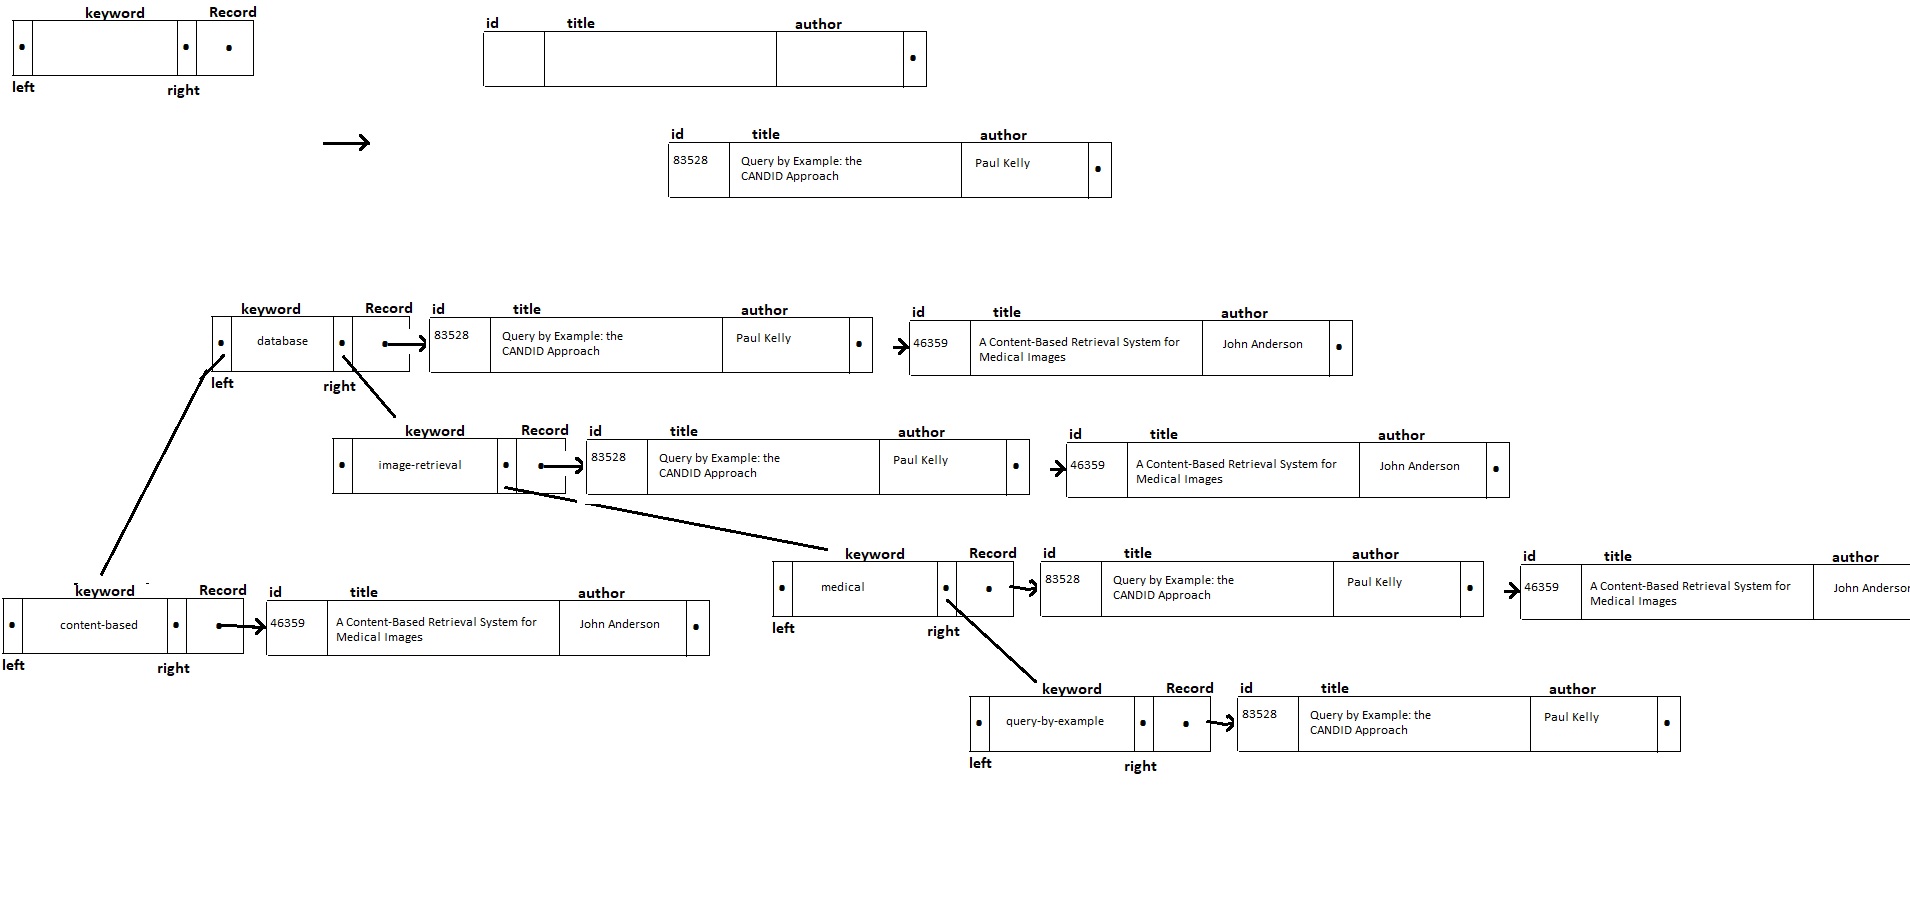 keyword Record
left right
id title author
id title author
83528 Query by Example: the Paul Kelly
CANDID Approach
keyword Record id title author id title author
database 83528 Query by Example: the Paul Kelly 46359 A Content-Based Retrieval System for John Anderson
CANDID Approach Medical Images
left right
keyword Record id title author id title author
image-retrieval 83528 Query by Example: the Paul Kelly 46359 A Content-Based Retrieval System for John Anderson
CANDID Approach Medical Images
keyword Record id title author id title author
medical 83528 Query by Example: the Paul Kelly 46359 A Content-Based Retrieval System for John Anderson
CANDID Approach Medical Images
left right
keyword Record id title author
content-based 46359 A Content-Based Retrieval System for John Anderson
Medical Images
left right
keyword Record id title author
query-by-example 83528 Query by Example: the Paul Kelly
CANDID Approach
left right